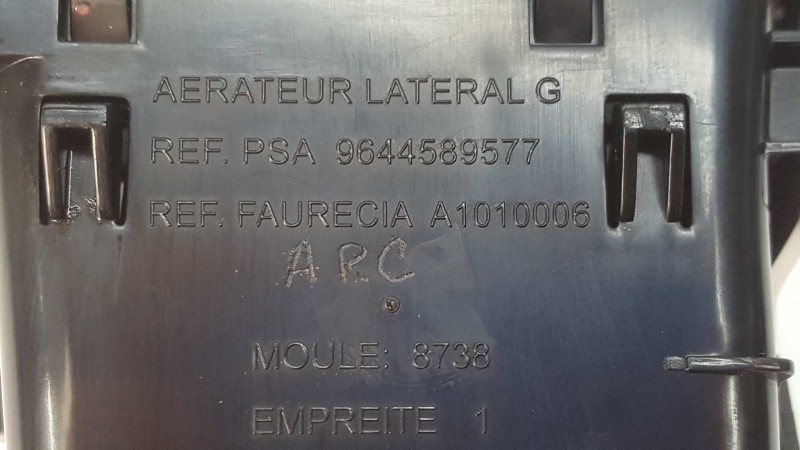 AERATEUR LATERAL G
REF. PSA 9644589577
REF. FAURECIA A1010006
ARC
MOULE: 8738
EMPREITE 1